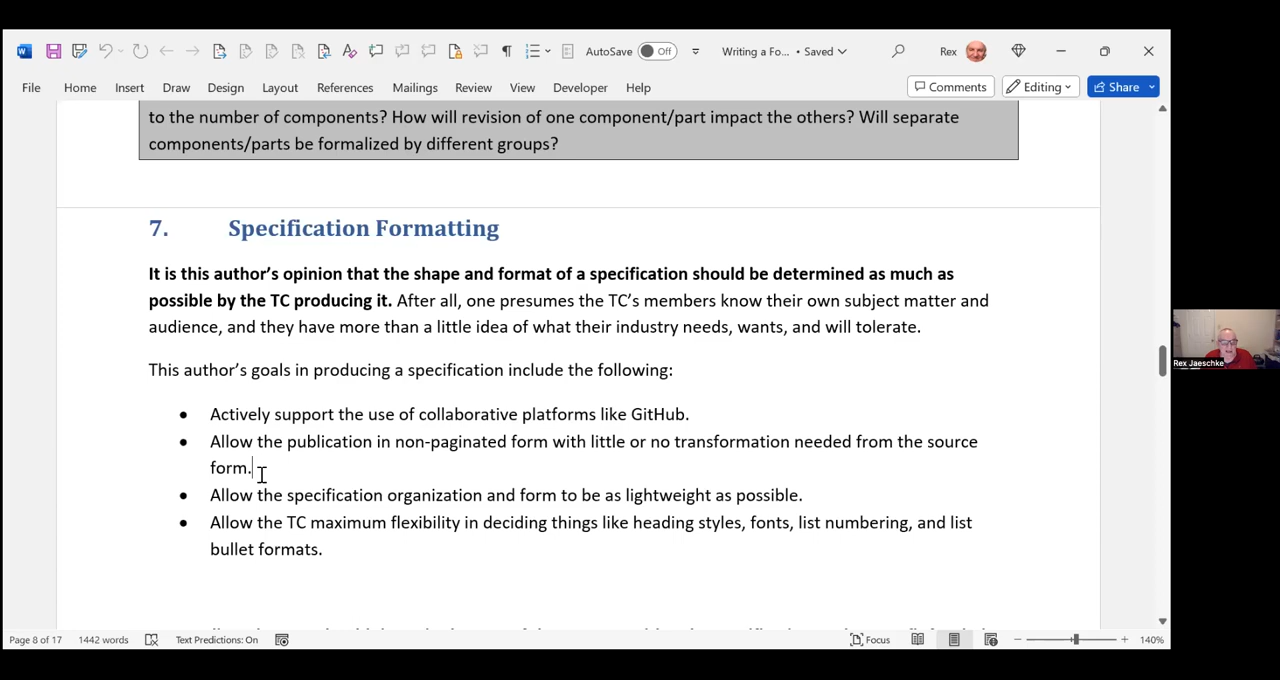 AutoSave Off Writing a Fo... • Saved Rex
File Home Insert Draw Design Layout References Mailings Review View Developer Help Comments Editing Share
to the number of components? How will revision of one component/part impact the others? Will separate
components/parts be formalized by different groups?
7. Specification Formatting
It is this author’s opinion that the shape and format of a specification should be determined as much as
possible by the TC producing it. After all, one presumes the TC’s members know their own subject matter and
audience, and they have more than a little idea of what their industry needs, wants, and will tolerate.
Rex Jaeschke
This author’s goals in producing a specification include the following:
• Actively support the use of collaborative platforms like GitHub.
• Allow the publication in non-paginated form with little or no transformation needed from the source
form.
• Allow the specification organization and form to be as lightweight as possible.
• Allow the TC maximum flexibility in deciding things like heading styles, fonts, list numbering, and list
bullet formats.
Page 8 of 17 1442 words Text Predictions: On Focus 140%